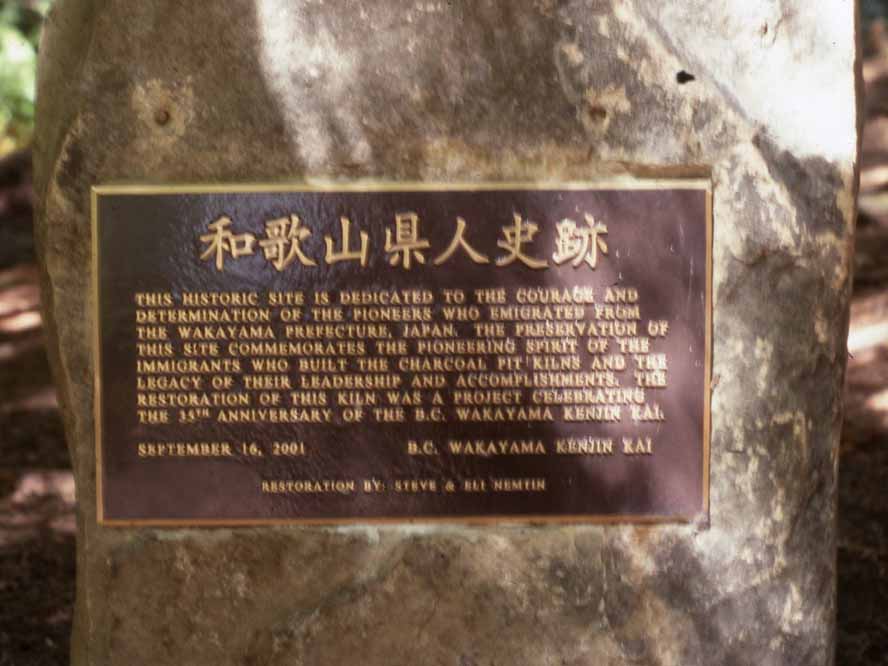 和歌山県人史跡
THIS HISTORIC SITE IS DEDICATED TO THE COURAGE AND
DETERMINATION OF THE PIONEERS WHO EMIGRATED FROM
THE WAKAYAMA PREFECTURE, JAPAN. THE PRESERVATION OF
THIS SITE COMMEMORATES THE PIONEERING SPIRIT OF THE
IMMIGRANTS WHO BUILT THE CHARCOAL PIT KILNS AND THE
LEGACY OF THEIR LEADERSHIP AND ACCOMPLISHMENTS. THE
RESTORATION OF THIS KILN WAS A PROJECT CELEBRATING
THE 35TH ANNIVERSARY OF THE B.C. WAKAYAMA KENJIN KAI.
SEPTEMBER 16, 2001 B.C. WAKAYAMA KENJIN KAI
RESTORATION BY: STEVE & ELI NEMTIN